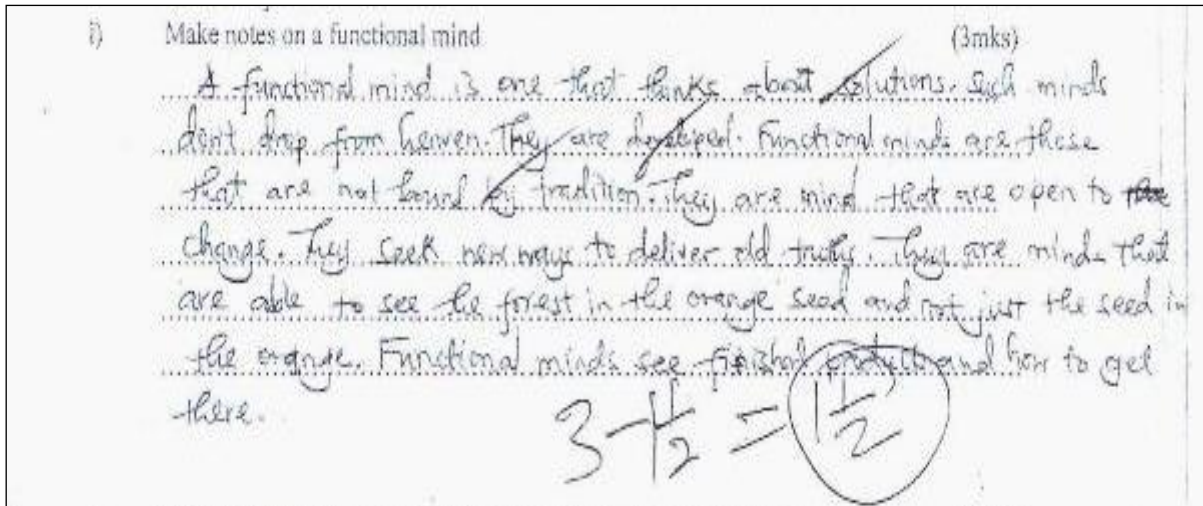 i) Make notes on a functional mind (3mks)
A functional mind is one that thinks about solutions. Such minds
don't drop from heaven. They are developed. Functional minds are those
that are not bound by tradition. They are mind that are open to
change. They seek new ways to deliver old truths. They are minds that
are able to see the forest in the orange seed and not just the seed in
the orange. Functional minds see finished products and how to get
there.
3 - 1 1/2 = 1 1/2